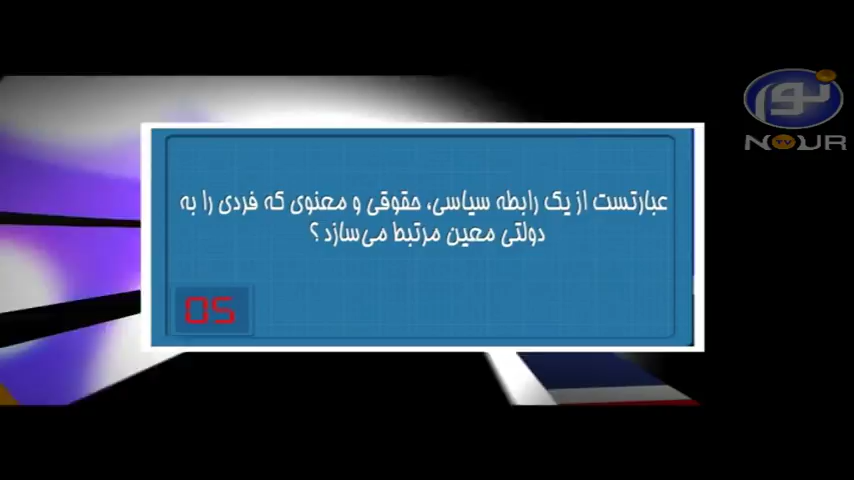 نور
NOUR
TV
عبارتست از یک رابطه سیاسی، حقوقی و معنوی که فردی را به
دولتی معین مرتبط می‌سازد؟
05